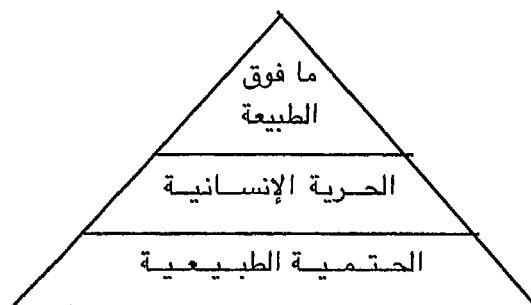 ما فوق
الطبيعة
الحرية الإنسانية
الحتمية الطبيعية